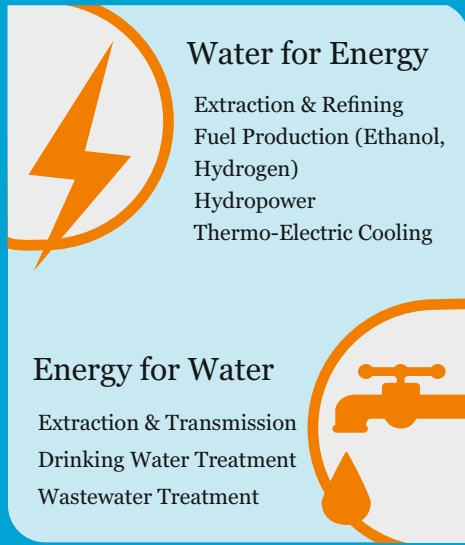 Water for Energy
Extraction & Refining
Fuel Production (Ethanol,
Hydrogen)
Hydropower
Thermo-Electric Cooling
Energy for Water
Extraction & Transmission
Drinking Water Treatment
Wastewater Treatment